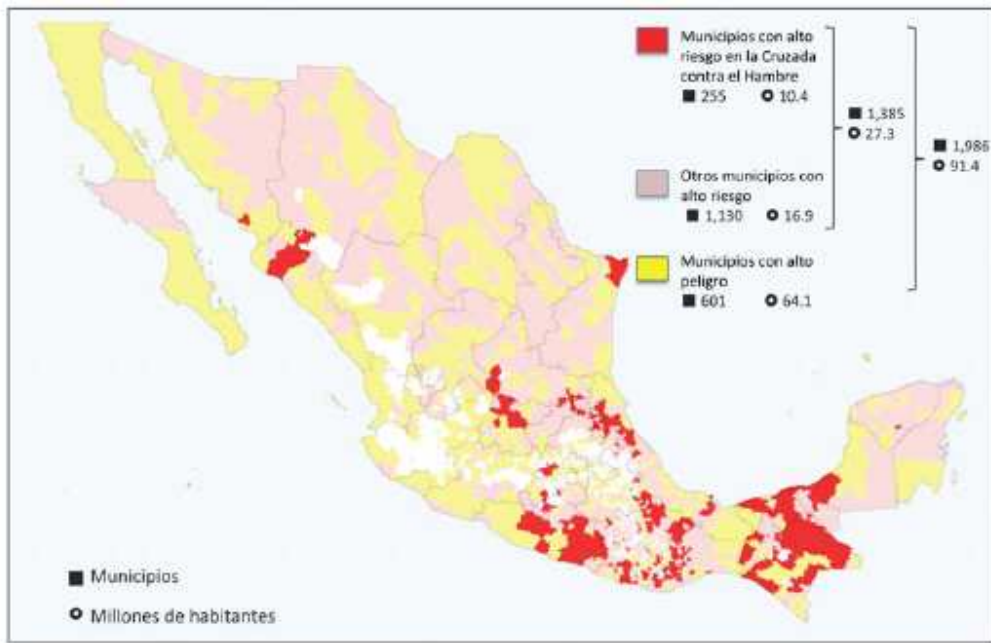 Municipios con alto
riesgo en la Cruzada
contra el Hambre
255 10.4
1,385
27.3
1,986
91.4
Otros municipios con
alto riesgo
1,130 16.9
Municipios con alto
peligro
601 64.1
Municipios
Millones de habitantes